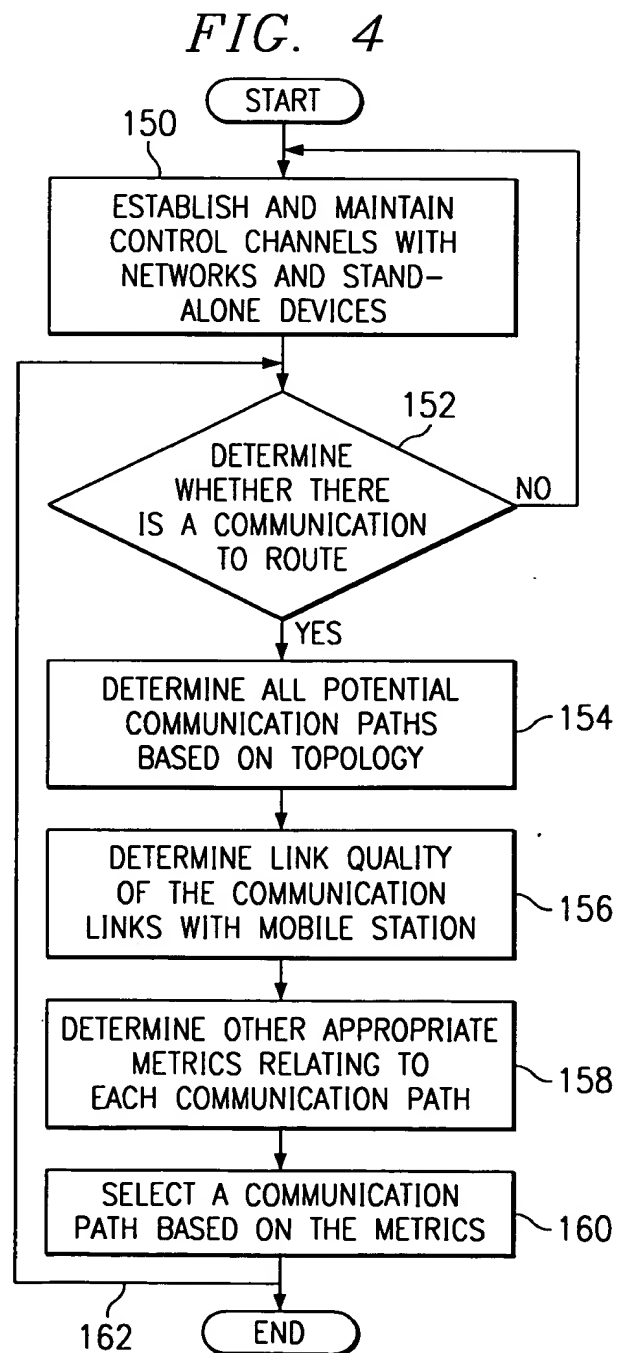 FIG. 4
START
150
ESTABLISH AND MAINTAIN
CONTROL CHANNELS WITH
NETWORKS AND STAND-
ALONE DEVICES
152
DETERMINE
WHETHER THERE
IS A COMMUNICATION
TO ROUTE
NO
YES
DETERMINE ALL POTENTIAL
COMMUNICATION PATHS
BASED ON TOPOLOGY
154
DETERMINE LINK QUALITY
OF THE COMMUNICATION
LINKS WITH MOBILE STATION
156
DETERMINE OTHER APPROPRIATE
METRICS RELATING TO
EACH COMMUNICATION PATH
158
SELECT A COMMUNICATION
PATH BASED ON THE METRICS
160
162
END